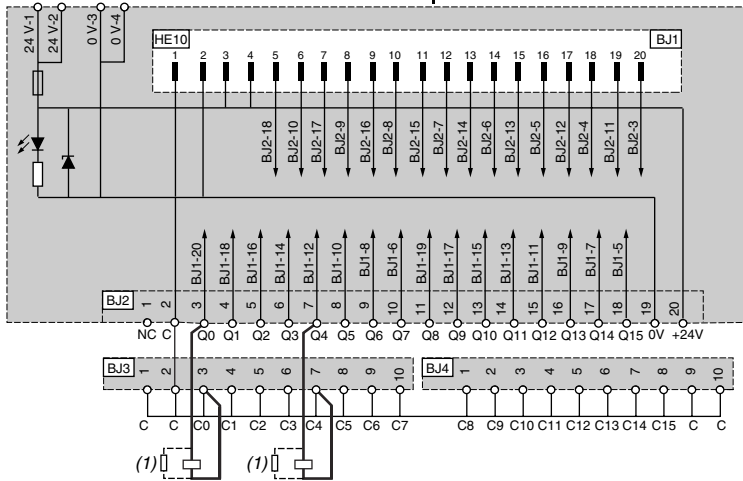 24 V-1
24 V-2
0 V-3
0 V-4
HE10
BJ1
1 2 3 4 5 6 7 8 9 10 11 12 13 14 15 16 17 18 19 20
BJ2-18 BJ2-10 BJ2-17 BJ2-9 BJ2-16 BJ2-8 BJ2-15 BJ2-7 BJ2-14 BJ2-6 BJ2-13 BJ2-5 BJ2-12 BJ2-4 BJ2-11 BJ2-3
BJ1-20 BJ1-18 BJ1-16 BJ1-14 BJ1-12 BJ1-10 BJ1-8 BJ1-6 BJ1-19 BJ1-17 BJ1-15 BJ1-13 BJ1-11 BJ1-9 BJ1-7 BJ1-5
BJ2
1 2 3 4 5 6 7 8 9 10 11 12 13 14 15 16 17 18 19 20
NC C Q0 Q1 Q2 Q3 Q4 Q5 Q6 Q7 Q8 Q9 Q10 Q11 Q12 Q13 Q14 Q15 0V +24V
BJ3
1 2 3 4 5 6 7 8 9 10
BJ4
1 2 3 4 5 6 7 8 9 10
C C C0 C1 C2 C3 C4 C5 C6 C7
C8 C9 C10 C11 C12 C13 C14 C15 C C
(1)
(1)